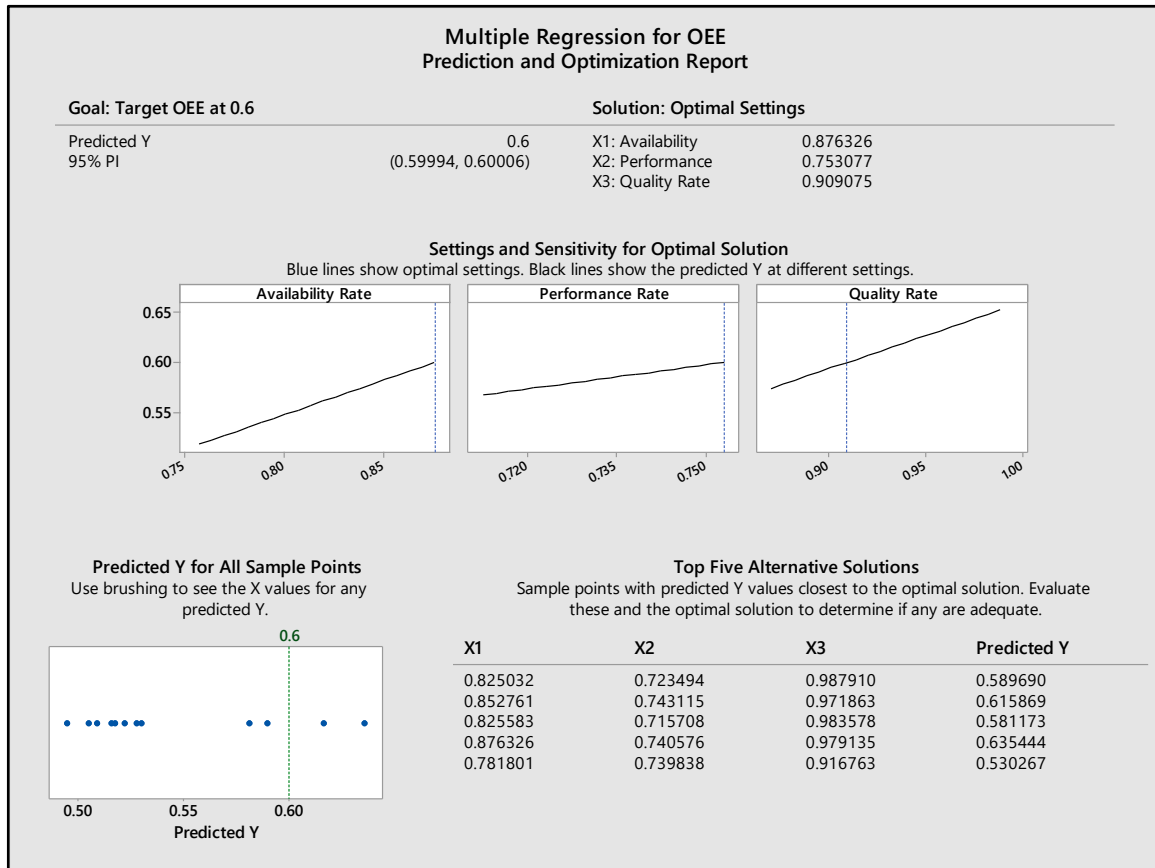 Multiple Regression for OEE
Prediction and Optimization Report
Goal: Target OEE at 0.6
Predicted Y 0.6
95% PI (0.59994, 0.60006)
Solution: Optimal Settings
X1: Availability 0.876326
X2: Performance 0.753077
X3: Quality Rate 0.909075
Settings and Sensitivity for Optimal Solution
Blue lines show optimal settings. Black lines show the predicted Y at different settings.
Availability Rate Performance Rate Quality Rate
0.65
0.60
0.55
0.75 0.80 0.85 0.720 0.735 0.750 0.90 0.95 1.00
Predicted Y for All Sample Points
Use brushing to see the X values for any
predicted Y.
0.6
0.50 0.55 0.60
Predicted Y
Top Five Alternative Solutions
Sample points with predicted Y values closest to the optimal solution. Evaluate
these and the optimal solution to determine if any are adequate.
X1 X2 X3 Predicted Y
0.825032 0.723494 0.987910 0.589690
0.852761 0.743115 0.971863 0.615869
0.825583 0.715708 0.983578 0.581173
0.876326 0.740576 0.979135 0.635444
0.781801 0.739838 0.916763 0.530267